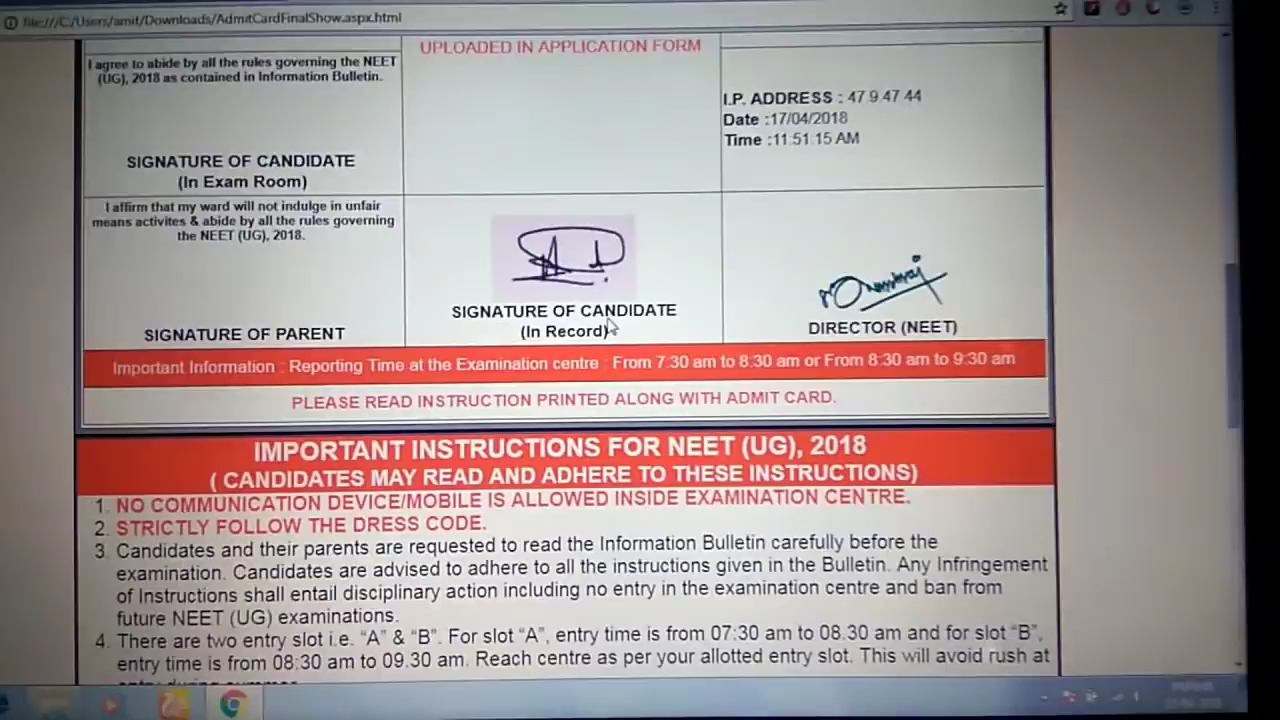 file:///C:/Users/amit/Downloads/AdmitCardFinalShow.aspx.html
I agree to abide by all the rules governing the NEET
(UG), 2018 as contained in Information Bulletin.
SIGNATURE OF CANDIDATE
(In Exam Room)
UPLOADED IN APPLICATION FORM
I.P. ADDRESS : 47 9 47 44
Date :17/04/2018
Time :11:51:15 AM
I affirm that my ward will not indulge in unfair
means activites & abide by all the rules governing
the NEET (UG), 2018.
SIGNATURE OF PARENT
SIGNATURE OF CANDIDATE
(In Record)
DIRECTOR (NEET)
Important Information : Reporting Time at the Examination centre : From 7:30 am to 8:30 am or From 8:30 am to 9:30 am
PLEASE READ INSTRUCTION PRINTED ALONG WITH ADMIT CARD.
IMPORTANT INSTRUCTIONS FOR NEET (UG), 2018
( CANDIDATES MAY READ AND ADHERE TO THESE INSTRUCTIONS)
1. NO COMMUNICATION DEVICE/MOBILE IS ALLOWED INSIDE EXAMINATION CENTRE.
2. STRICTLY FOLLOW THE DRESS CODE.
3. Candidates and their parents are requested to read the Information Bulletin carefully before the
examination. Candidates are advised to adhere to all the instructions given in the Bulletin. Any Infringement
of Instructions shall entail disciplinary action including no entry in the examination centre and ban from
future NEET (UG) examinations.
4. There are two entry slot i.e. “A” & “B”. For slot “A”, entry time is from 07:30 am to 08.30 am and for slot “B”,
entry time is from 08:30 am to 09.30 am. Reach centre as per your allotted entry slot. This will avoid rush at